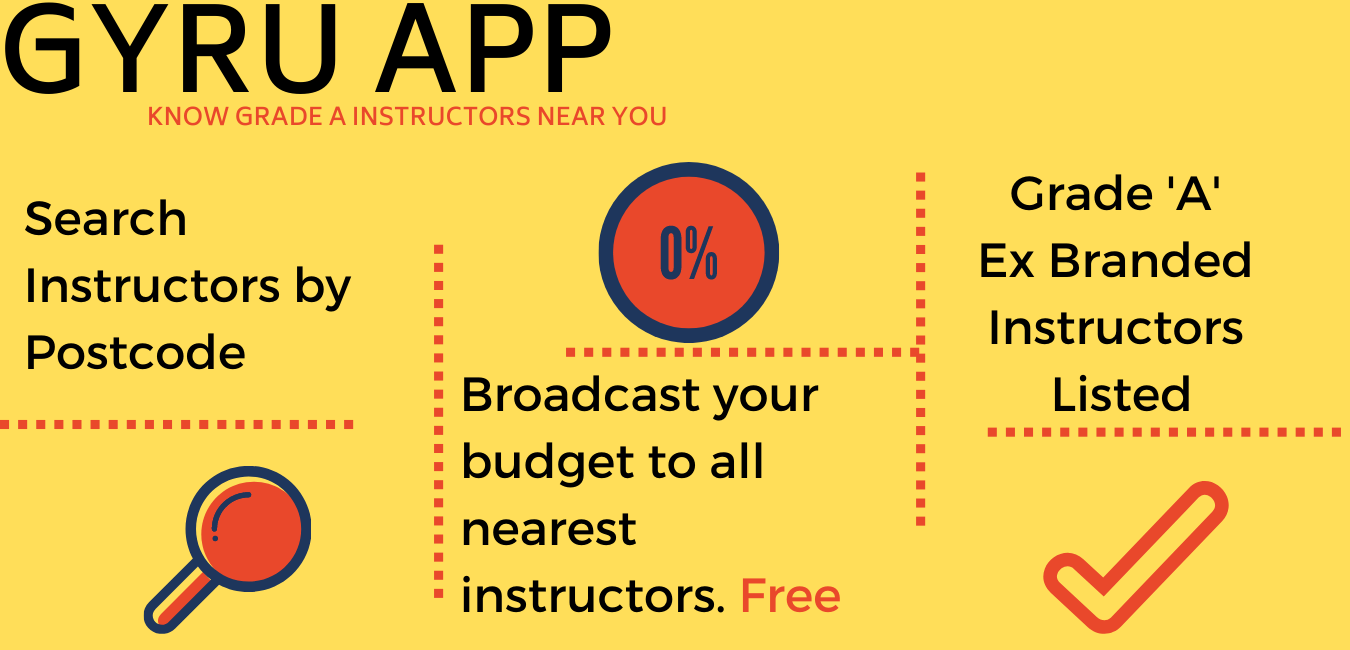 GYRU APP
KNOW GRADE A INSTRUCTORS NEAR YOU
Search
Instructors by
Postcode
0%
Broadcast your
budget to all
nearest
instructors. Free
Grade 'A'
Ex Branded
Instructors
Listed